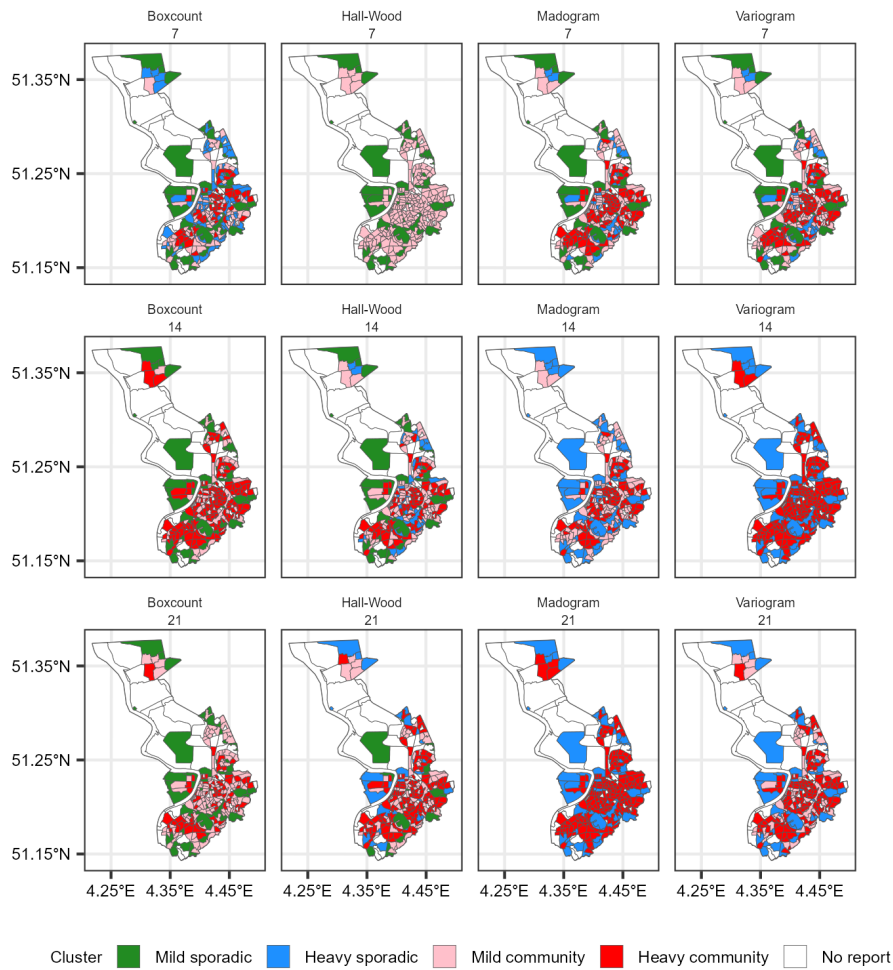 Boxcount Hall-Wood Madogram Variogram
7 7 7 7
51.35°N
51.25°N
51.15°N
Boxcount Hall-Wood Madogram Variogram
14 14 14 14
51.35°N
51.25°N
51.15°N
Boxcount Hall-Wood Madogram Variogram
21 21 21 21
51.35°N
51.25°N
51.15°N
4.25°E 4.35°E 4.45°E 4.25°E 4.35°E 4.45°E 4.25°E 4.35°E 4.45°E 4.25°E 4.35°E 4.45°E
Cluster Mild sporadic Heavy sporadic Mild community Heavy community No report